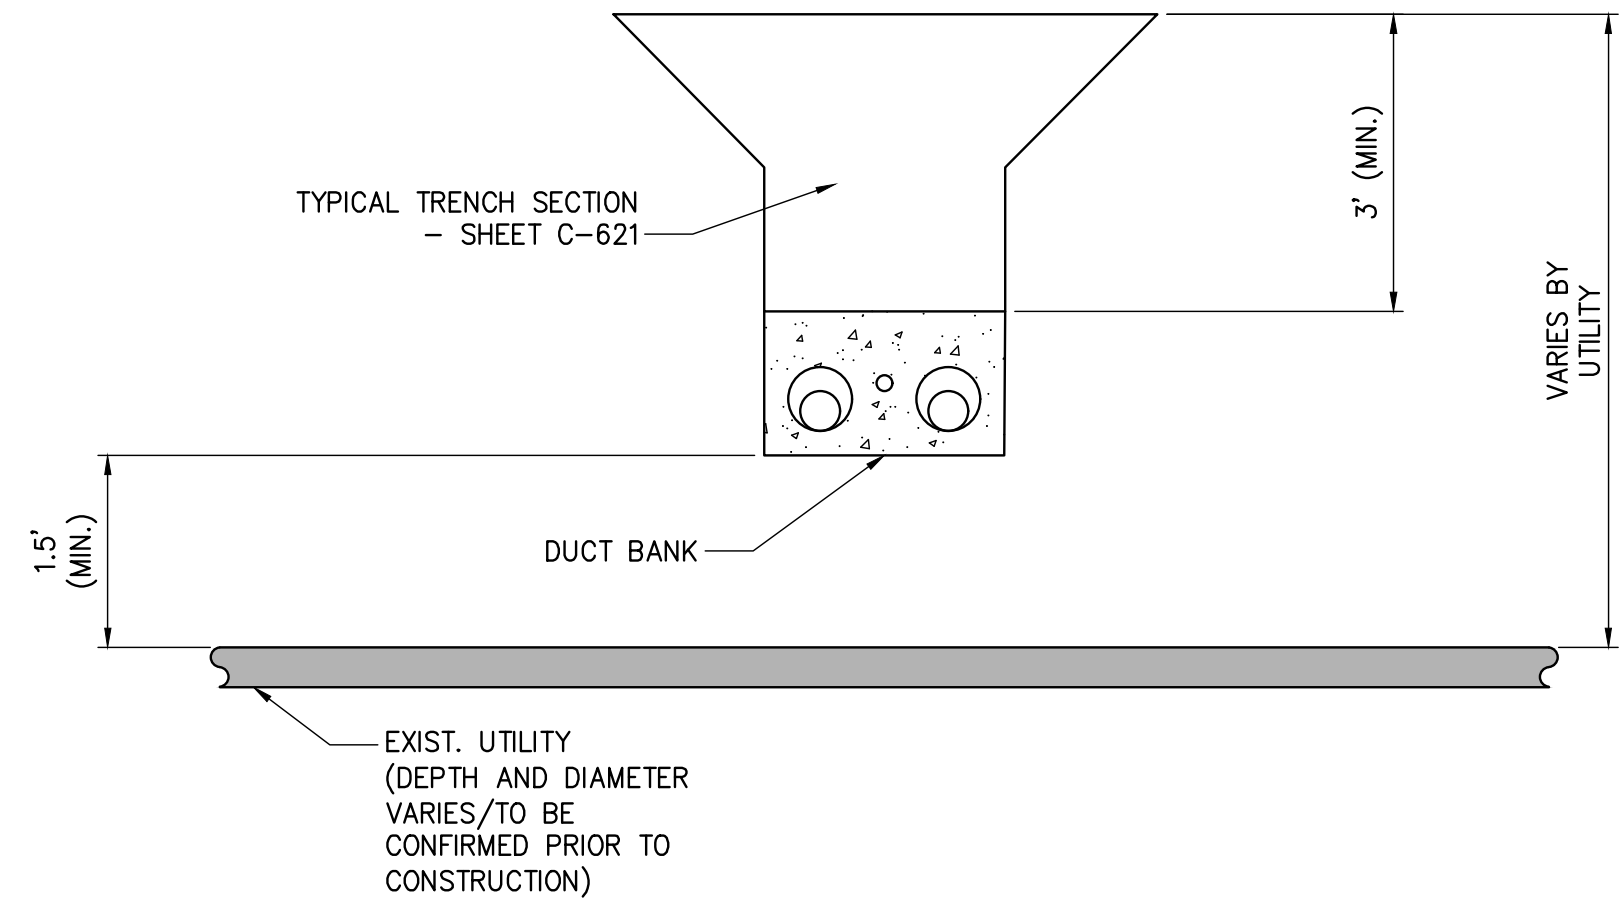 3' (MIN.)
TYPICAL TRENCH SECTION
- SHEET C-621
VARIES BY
UTILITY
1.5'
(MIN.)
DUCT BANK
EXIST. UTILITY
(DEPTH AND DIAMETER
VARIES/TO BE
CONFIRMED PRIOR TO
CONSTRUCTION)